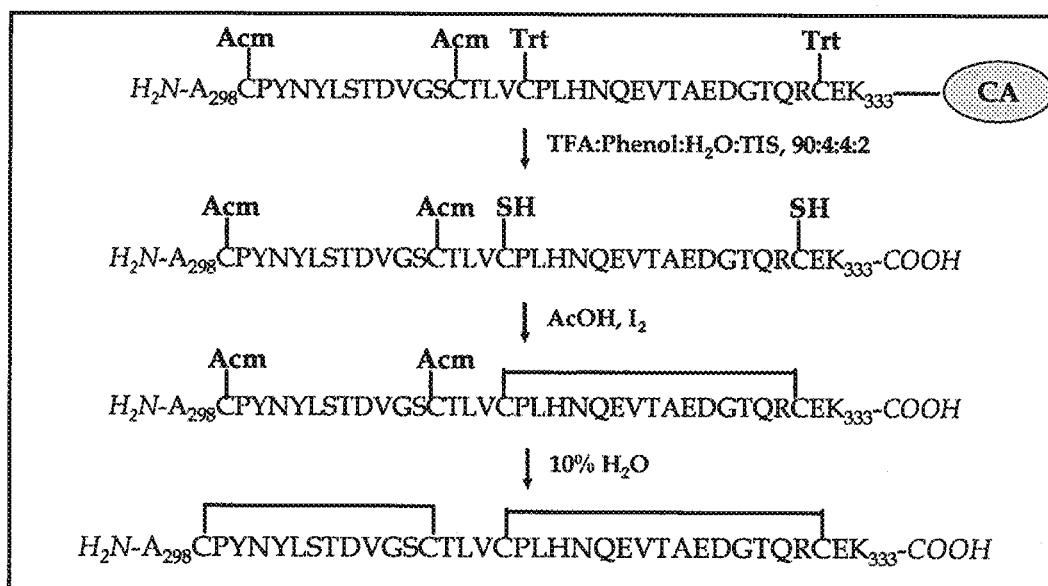 Acm Acm Trt Trt
H₂N-A₂₉₈CPYNYLSTDVGSCTLVCPLHNQEVTAEDGTQRCEK₃₃₃ CA
TFA:Phenol:H₂O:TIS, 90:4:4:2
Acm Acm SH SH
H₂N-A₂₉₈CPYNYLSTDVGSCTLVCPLHNQEVTAEDGTQRCEK₃₃₃-COOH
AcOH, I₂
Acm Acm
H₂N-A₂₉₈CPYNYLSTDVGSCTLVCPLHNQEVTAEDGTQRCEK₃₃₃-COOH
10% H₂O
H₂N-A₂₉₈CPYNYLSTDVGSCTLVCPLHNQEVTAEDGTQRCEK₃₃₃-COOH